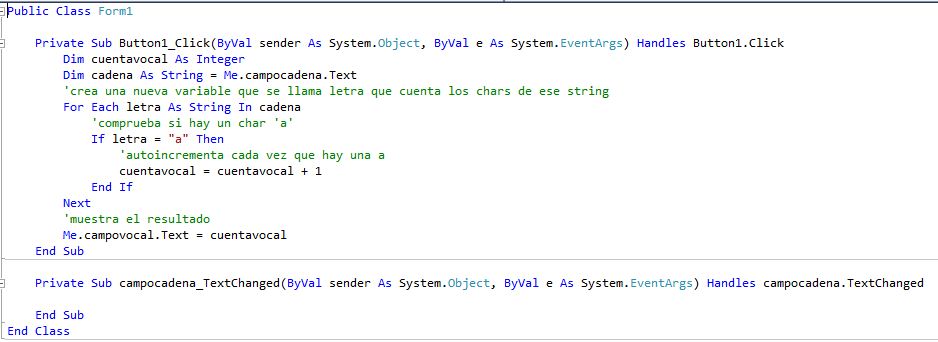 Public Class Form1
Private Sub Button1_Click(ByVal sender As System.Object, ByVal e As System.EventArgs) Handles Button1.Click
Dim cuentavocal As Integer
Dim cadena As String = Me.campocadena.Text
'crea una nueva variable que se llama letra que cuenta los chars de ese string
For Each letra As String In cadena
'comprueba si hay un char 'a'
If letra = "a" Then
'autoincrementa cada vez que hay una a
cuentavocal = cuentavocal + 1
End If
Next
'muestra el resultado
Me.campovocal.Text = cuentavocal
End Sub
Private Sub campocadena_TextChanged(ByVal sender As System.Object, ByVal e As System.EventArgs) Handles campocadena.TextChanged
End Sub
End Class